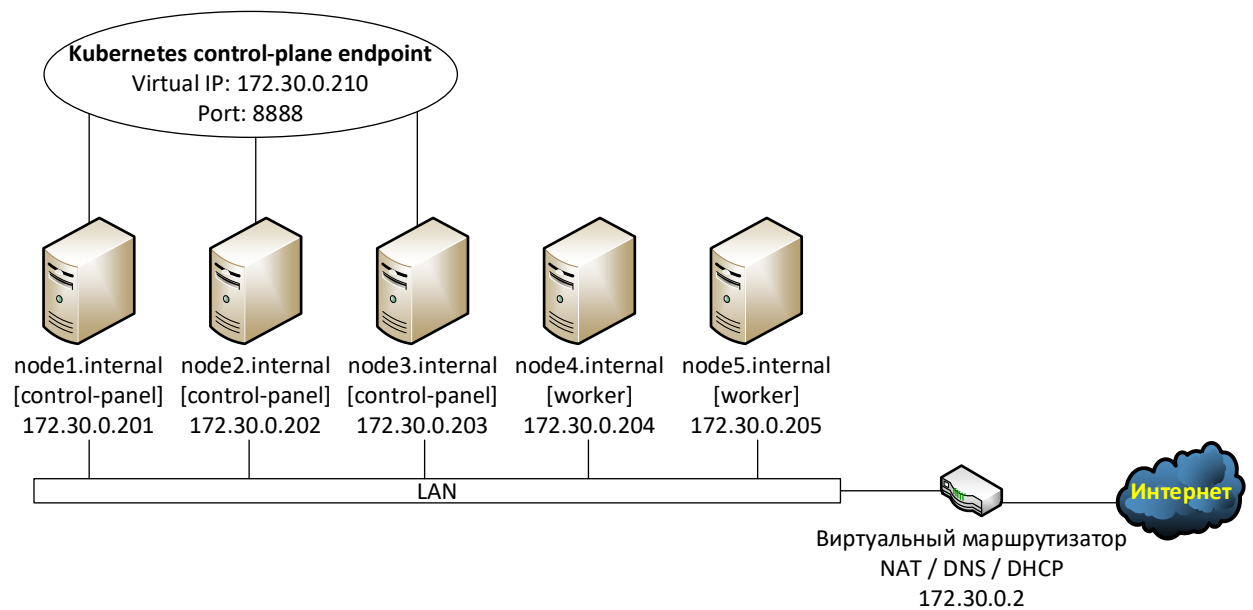 Kubernetes control-plane endpoint
Virtual IP: 172.30.0.210
Port: 8888
node1.internal
[control-panel]
172.30.0.201
node2.internal
[control-panel]
172.30.0.202
node3.internal
[control-panel]
172.30.0.203
node4.internal
[worker]
172.30.0.204
node5.internal
[worker]
172.30.0.205
LAN
Интернет
Виртуальный маршрутизатор
NAT / DNS / DHCP
172.30.0.2